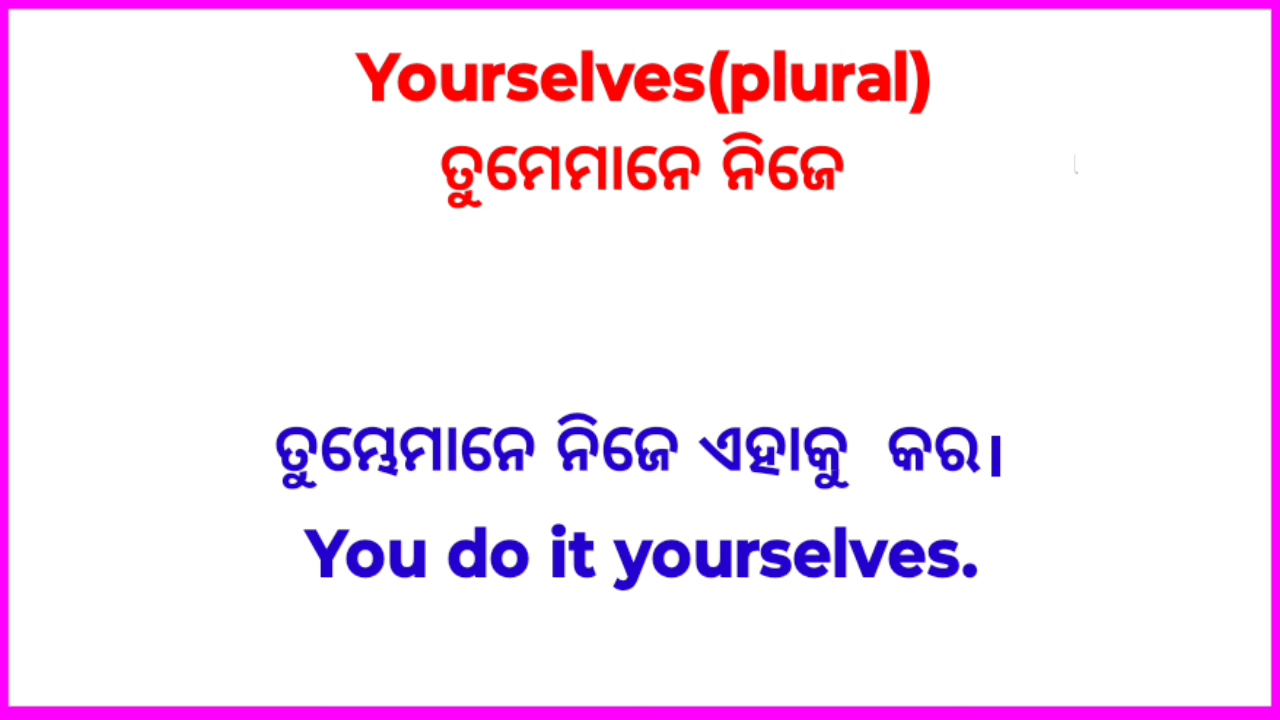 Yourselves(plural)
ତୁମେମାନେ ନିଜେ
ତୁମ୍ଭେମାନେ ନିଜେ ଏହାକୁ କର।
You do it yourselves.